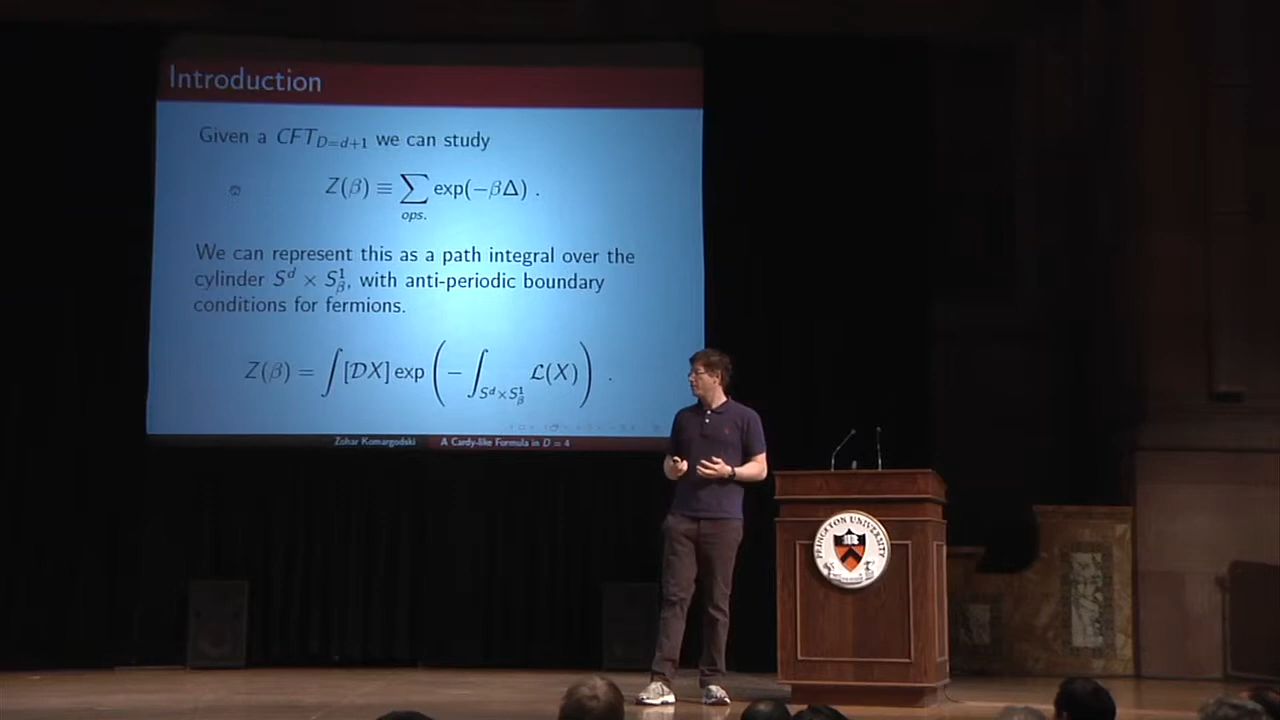 Introduction
Given a CFT_{D=d+1} we can study
Z(β) ≡ ∑_{ops.} exp(−βΔ) .
We can represent this as a path integral over the
cylinder S^d × S^1_β, with anti-periodic boundary
conditions for fermions.
Z(β) = ∫[DX] exp ( − ∫_{S^d×S^1_β} L(X) ) .
Zohar Komargodski A Cardy-like Formula in D = 4
PRINCETON UNIVERSITY